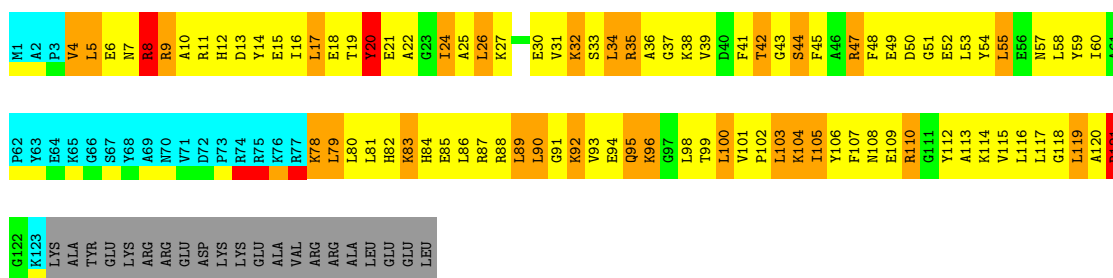 M1 A2 P3 V4 L5 E6 N7 R8 R9 A10 R11 H12 D13 Y14 E15 I16 L17 E18 T19 Y20 E21 A22 G23 I24 A25 L26 K27 E30 V31 K32 S33 L34 R35 A36 G37 K38 V39 D40 F41 T42 G43 S44 F45 A46 R47 F48 E49 D50 G51 E52 L53 Y54 L55 E56 N57 L58 Y59 I60 A61
P62 Y63 E64 K65 G66 S67 Y68 A69 N70 V71 D72 P73 R74 R75 K76 R77 K78 L79 L80 L81 H82 K83 H84 E85 L86 R87 R88 L89 L90 G91 K92 V93 E94 Q95 K96 G97 L98 T99 L100 V101 P102 L103 K104 I105 Y106 F107 N108 E109 R110 G111 Y112 A113 K114 V115 L116 L117 G118 L119 A120
G122 K123 LYS ALA TYR GLU LYS ARG ARG GLU ASP LYS LYS GLU ALA VAL ARG ARG ALA LEU GLU GLU LEU